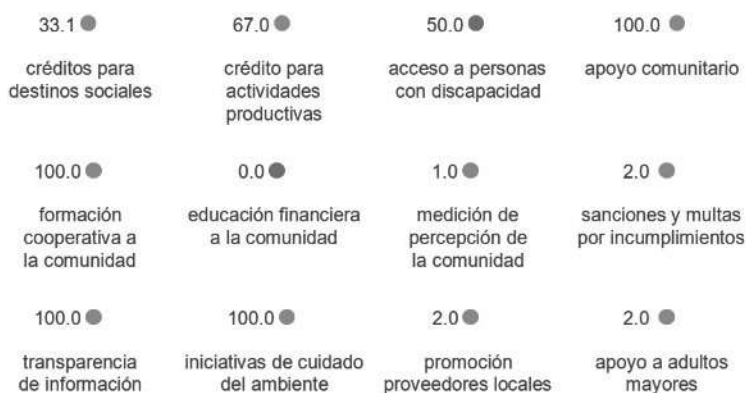 33.1
créditos para
destinos sociales
67.0
crédito para
actividades
productivas
50.0
acceso a personas
con discapacidad
100.0
apoyo comunitario
100.0
formación
cooperativa a
la comunidad
0.0
educación financiera
a la comunidad
1.0
medición de
percepción de
la comunidad
2.0
sanciones y multas
por incumplimientos
100.0
transparencia
de información
100.0
iniciativas de cuidado
del ambiente
2.0
promoción
proveedores locales
2.0
apoyo a adultos
mayores